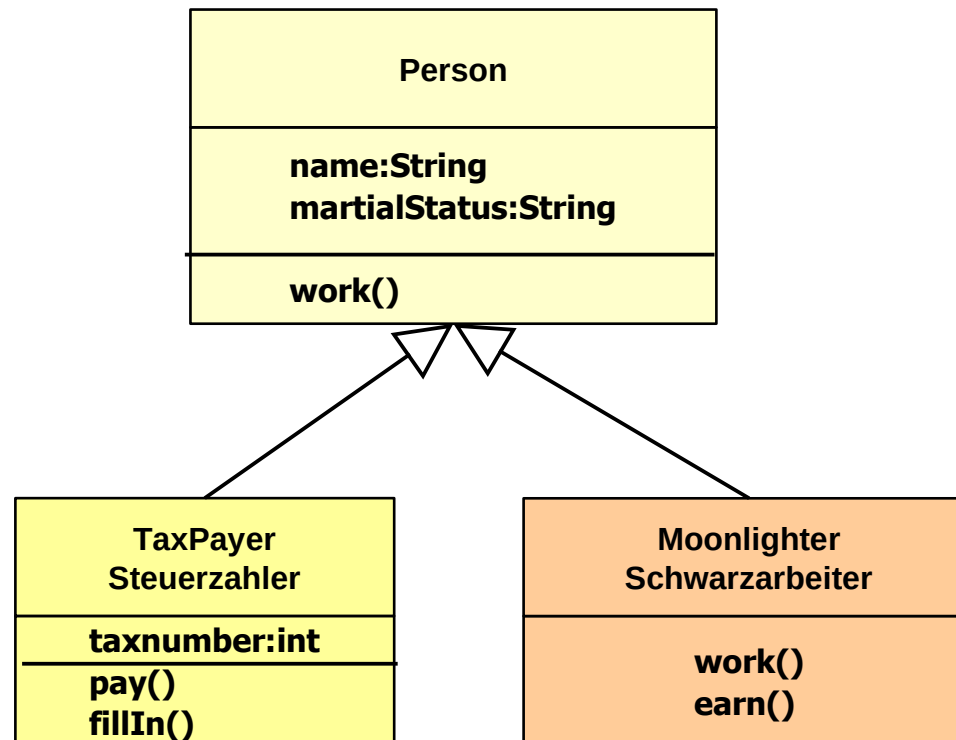 Person
name:String
martialStatus:String
work()
TaxPayer
Steuerzahler
taxnumber:int
pay()
fillIn()
Moonlighter
Schwarzarbeiter
work()
earn()